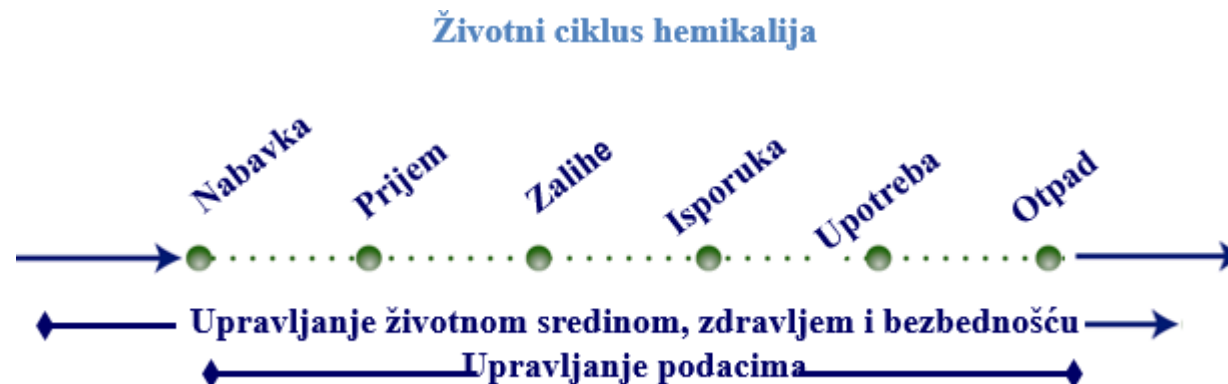 Životni ciklus hemikalija
Nabavka
Prijem
Zalihe
Isporuka
Upotreba
Otpad
Upravljanje životnom sredinom, zdravljem i bezbednošću
Upravljanje podacima